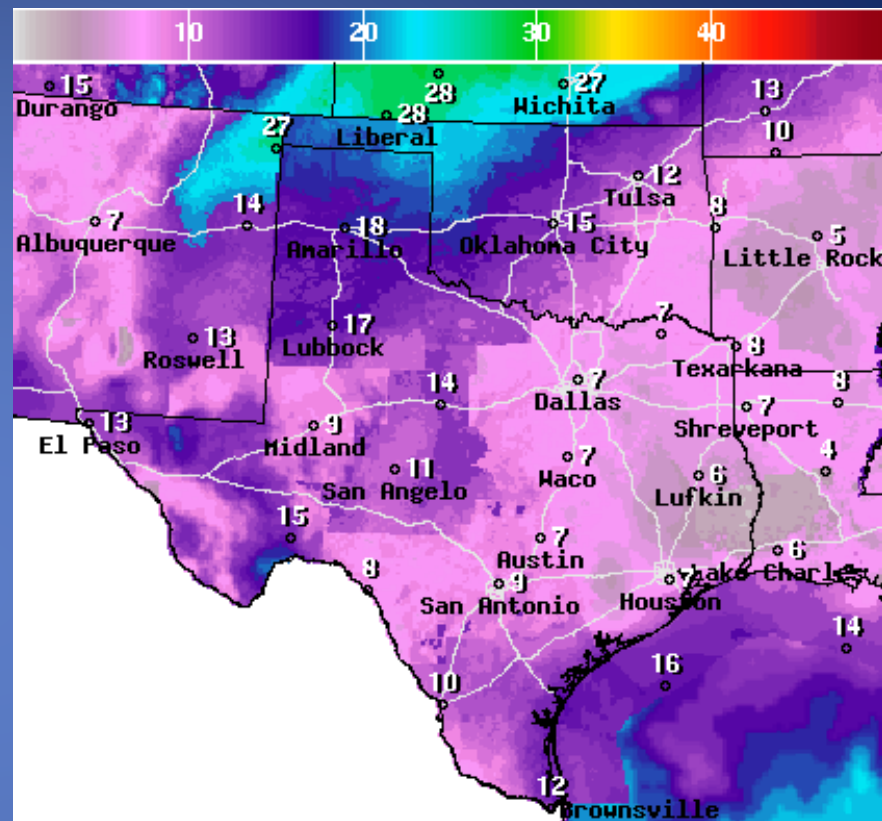 10 20 30 40
15
Durango
28
27
Wichita
28
Liberal
13
10
27
12
Tulsa
7
Albuquerque
14
18
Amarillo
15
Oklahoma City
8
5
Little Rock
13
Roswell
17
Lubbock
7
8
Texarkana
7
Dallas
14
7
Shreveport
8
13
El Paso
9
Midland
11
San Angelo
7
Waco
6
Lufkin
4
15
7
Austin
6
Lake Charles
8
9
San Antonio
7
Houston
14
16
10
12
Brownsville